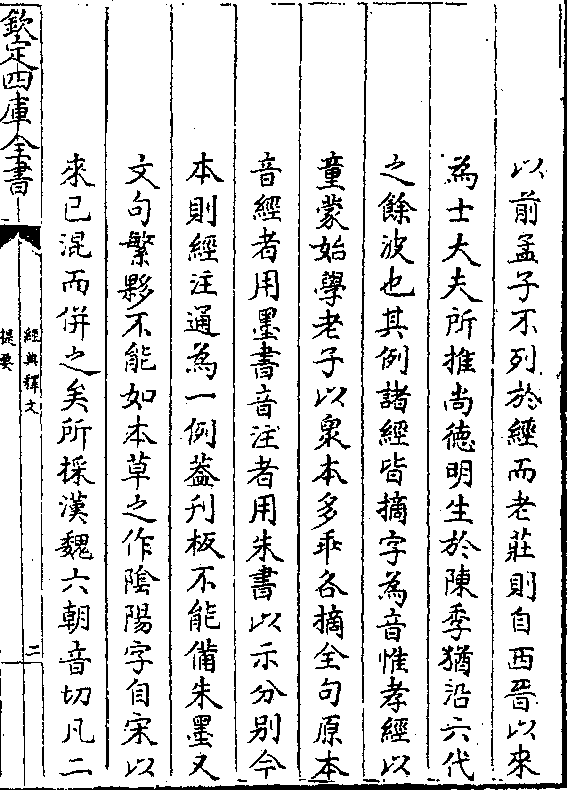 以前孟子不列於經而老莊則自西晉以來
為士大夫所推尚德明生於陳季猶沿六代
之餘波也其例諸經皆摘字為音惟孝經以
童蒙始學老子以衆本多乖各摘全句原本
音經者用墨書音注者用朱書以示分别今
本則經注通為一例葢刋板不能備朱墨又
文句繁夥不能如本草之作隂陽字自宋以
來已混而併之矣所採漢魏六朝音切凡二
欽定四庫全書
經典釋文
提要
二